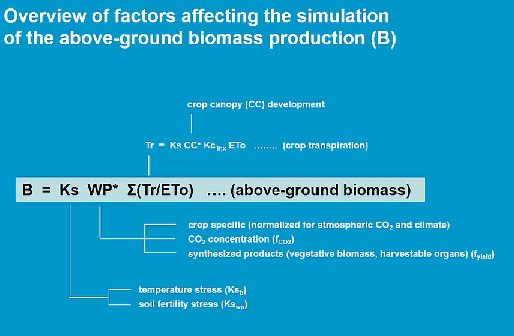 Overview of factors affecting the simulation
of the above-ground biomass production (B)
crop canopy (CC) development
Tr = Ks CC* KcTr,x ETo ........ (crop transpiration)
B = Ks WP* Σ(Tr/ETo) .... (above-ground biomass)
crop specific (normalized for atmospheric CO2 and climate)
CO2 concentration (fCO2)
synthesized products (vegetative biomass, harvestable organs) (fyield)
temperature stress (Ksb)
soil fertility stress (Kswp)